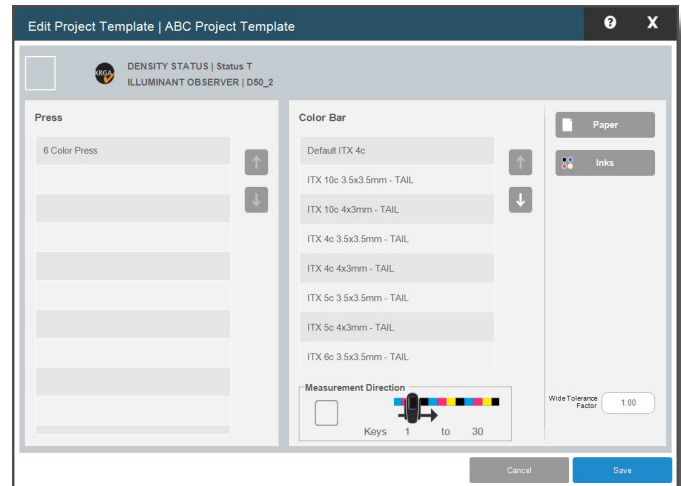 Edit Project Template | ABC Project Template
? X
XRGA
DENSITY STATUS | Status T
ILLUMINANT OBSERVER | D50_2
Press
6 Color Press
Color Bar
Default ITX 4c
ITX 10c 3.5x3.5mm - TAIL
ITX 10c 4x3mm - TAIL
ITX 4c 3.5x3.5mm - TAIL
ITX 4c 4x3mm - TAIL
ITX 5c 3.5x3.5mm - TAIL
ITX 5c 4x3mm - TAIL
ITX 6c 3.5x3.5mm - TAIL
Measurement Direction
Keys 1 to 30
Paper
Inks
Wide Tolerance
Factor
1.00
Cancel
Save